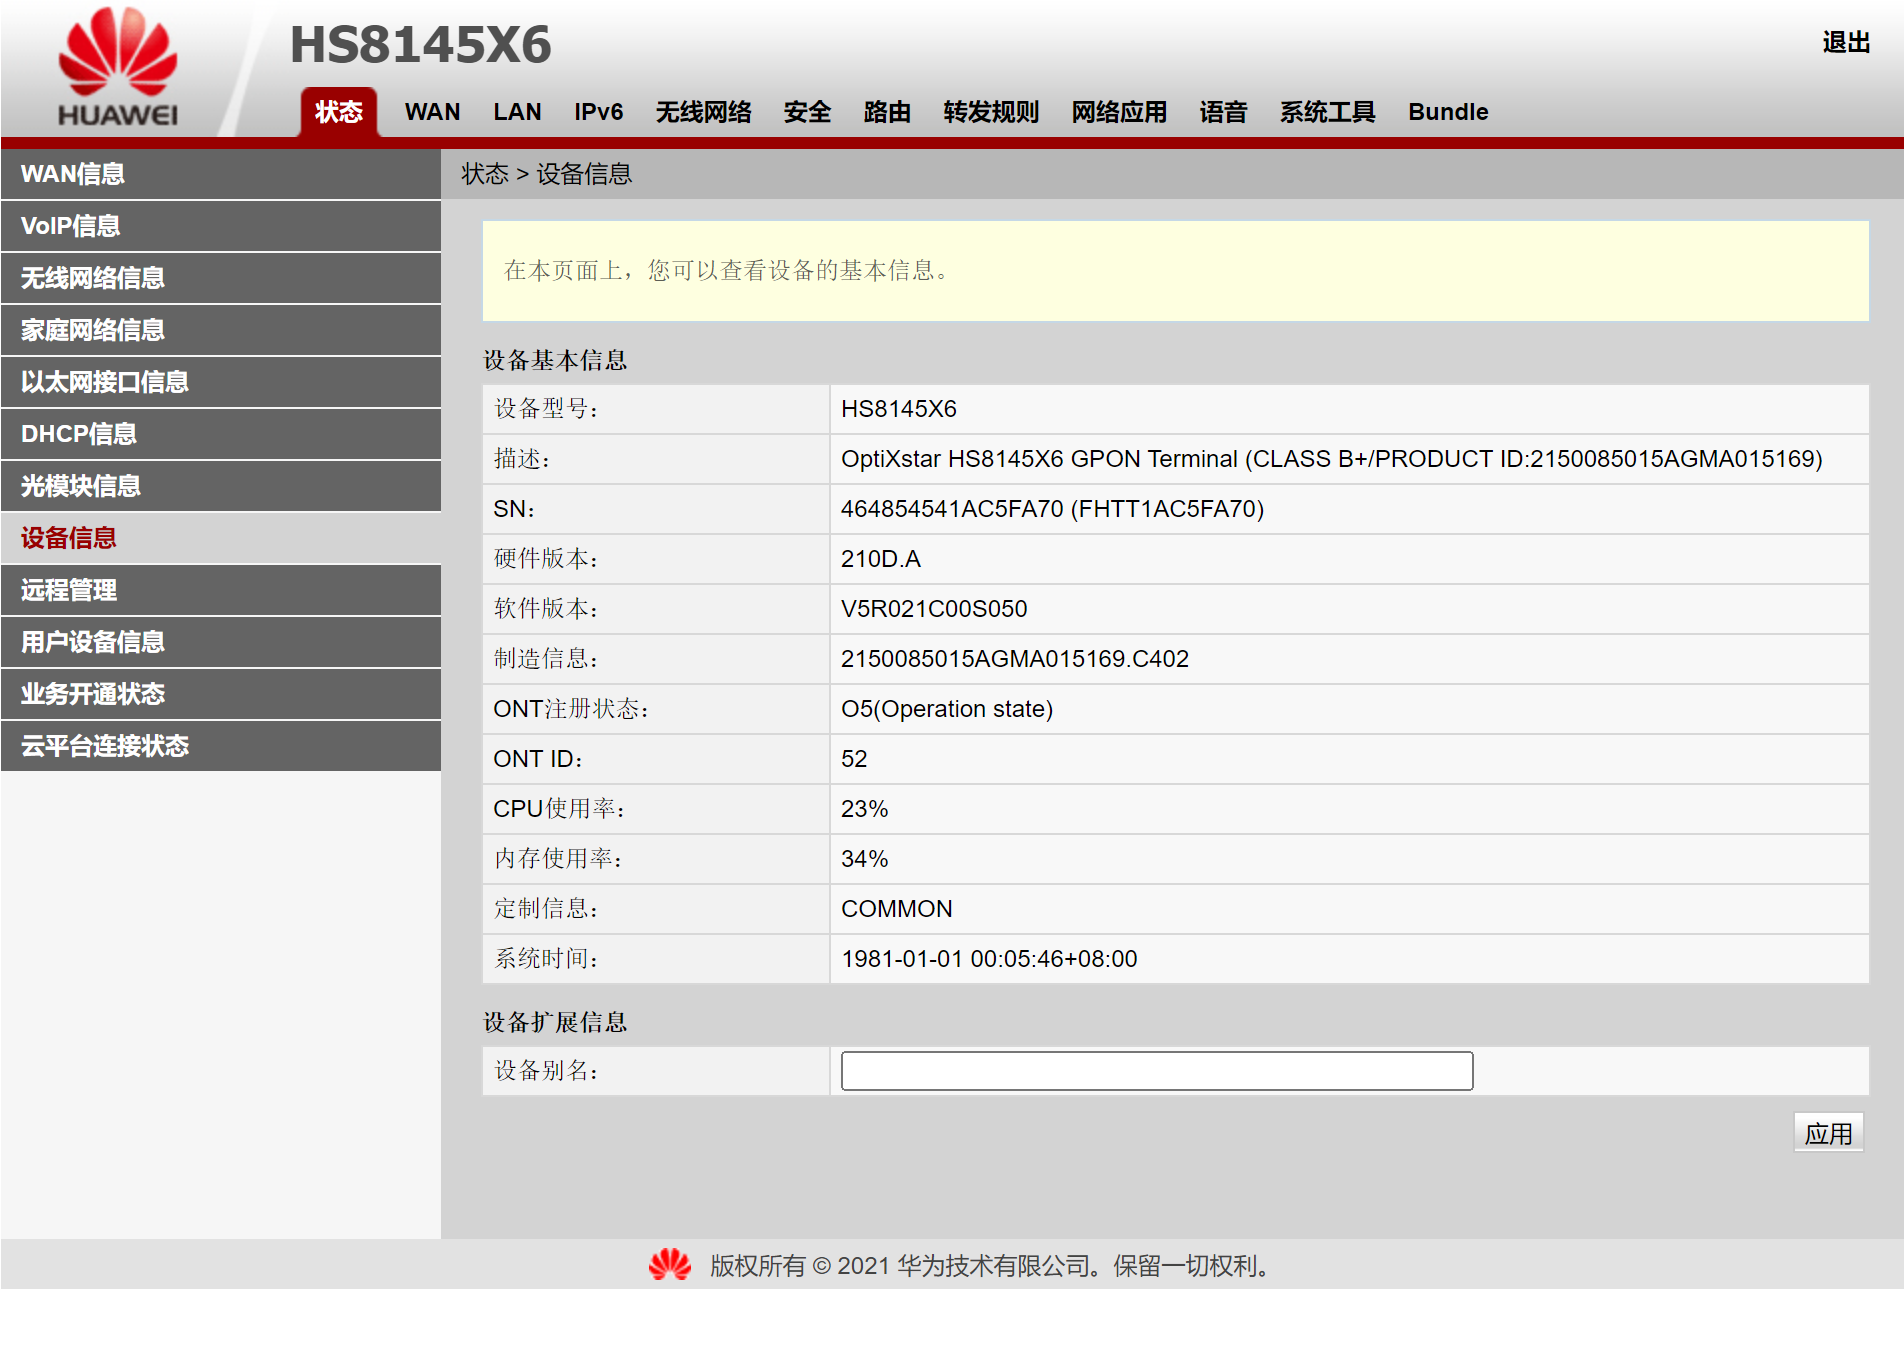 HUAWEI
HS8145X6
退出
状态 WAN LAN IPv6 无线网络 安全 路由 转发规则 网络应用 语音 系统工具 Bundle
WAN信息
VoIP信息
无线网络信息
家庭网络信息
以太网接口信息
DHCP信息
光模块信息
设备信息
远程管理
用户设备信息
业务开通状态
云平台连接状态
状态 > 设备信息
在本页面上，您可以查看设备的基本信息。
设备基本信息
设备型号： HS8145X6
描述： OptiXstar HS8145X6 GPON Terminal (CLASS B+/PRODUCT ID:2150085015AGMA015169)
SN： 464854541AC5FA70 (FHTT1AC5FA70)
硬件版本： 210D.A
软件版本： V5R021C00S050
制造信息： 2150085015AGMA015169.C402
ONT注册状态： O5(Operation state)
ONT ID： 52
CPU使用率： 23%
内存使用率： 34%
定制信息： COMMON
系统时间： 1981-01-01 00:05:46+08:00
设备扩展信息
设备别名：
应用
版权所有 © 2021 华为技术有限公司。保留一切权利。